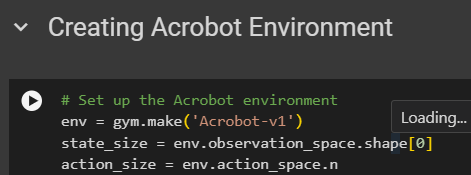 Creating Acrobot Environment
# Set up the Acrobot environment
env = gym.make('Acrobot-v1')
Loading...
state_size = env.observation_space.shape[0]
action_size = env.action_space.n